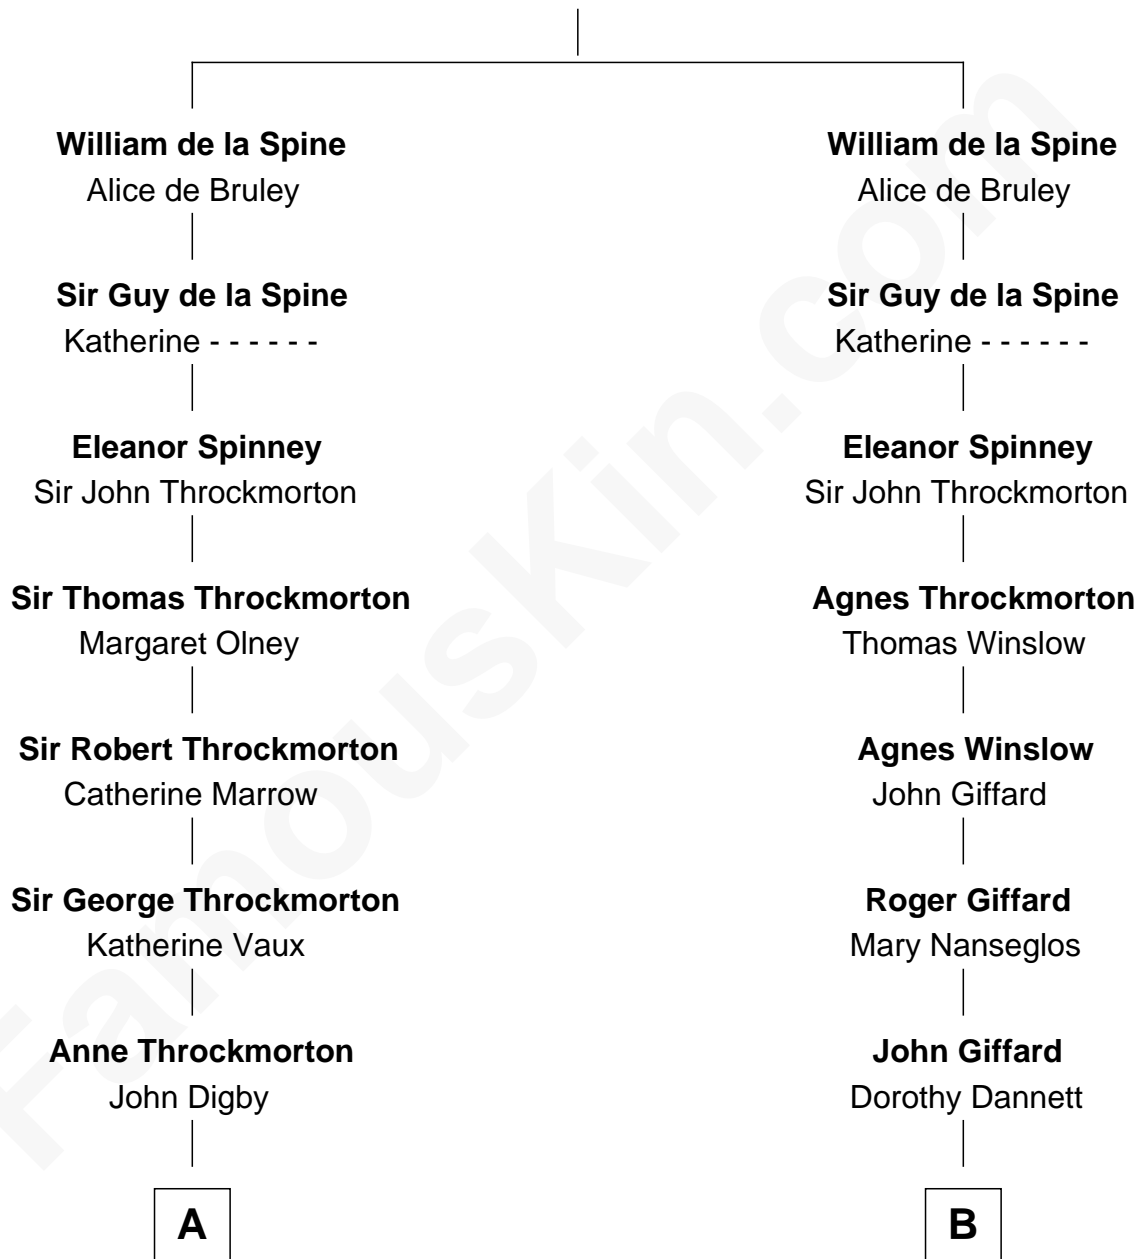 William de la Spine
Alice de Bruley
Sir Guy de la Spine
Katherine - - - - - -
Eleanor Spinney
Sir John Throckmorton
Sir Thomas Throckmorton
Margaret Olney
Sir Robert Throckmorton
Catherine Marrow
Sir George Throckmorton
Katherine Vaux
Anne Throckmorton
John Digby
A
William de la Spine
Alice de Bruley
Sir Guy de la Spine
Katherine - - - - - -
Eleanor Spinney
Sir John Throckmorton
Agnes Throckmorton
Thomas Winslow
Agnes Winslow
John Giffard
Roger Giffard
Mary Nanseglos
John Giffard
Dorothy Dannett
B
FamousKin.com